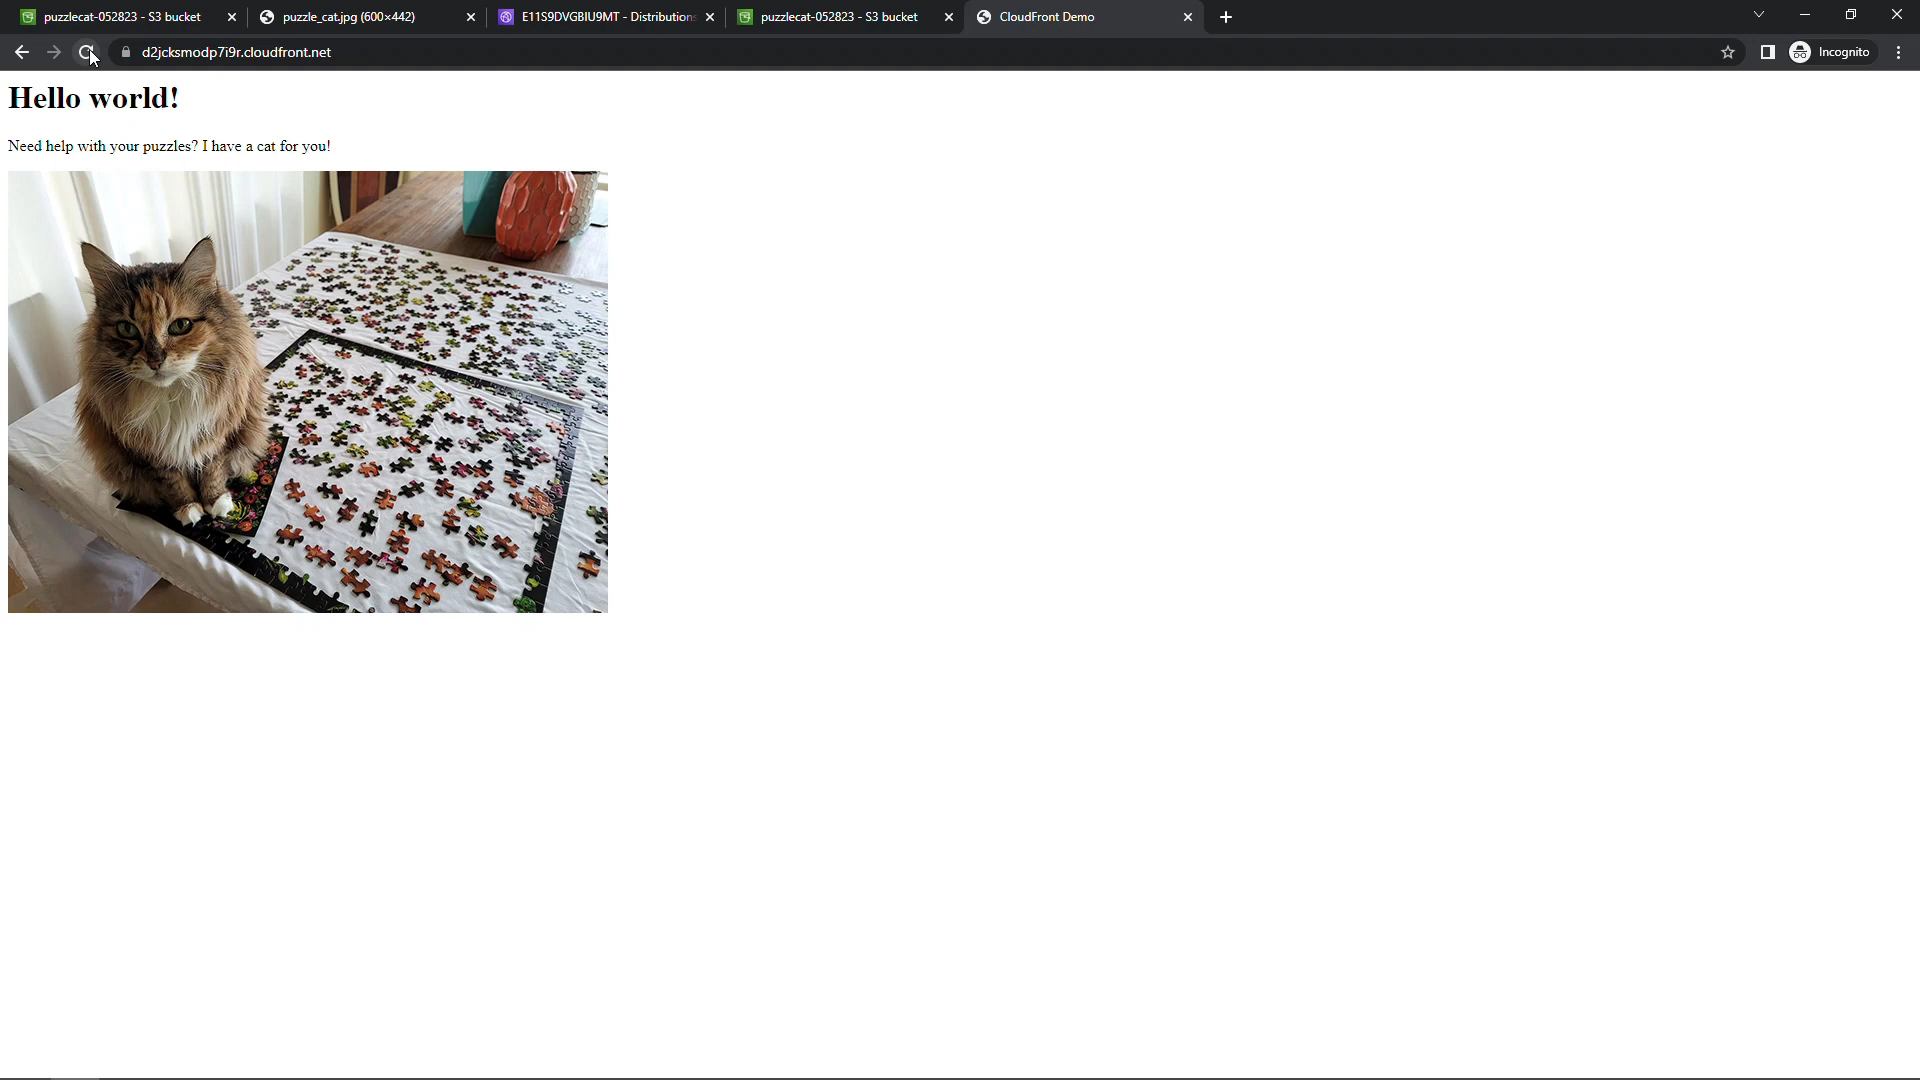 puzzlecat-052823 - S3 bucket
puzzle_cat.jpg (600×442)
E11S9DVGBIU9MT - Distributions
puzzlecat-052823 - S3 bucket
CloudFront Demo
d2jcksmodp7i9r.cloudfront.net
Incognito
Hello world!
Need help with your puzzles? I have a cat for you!